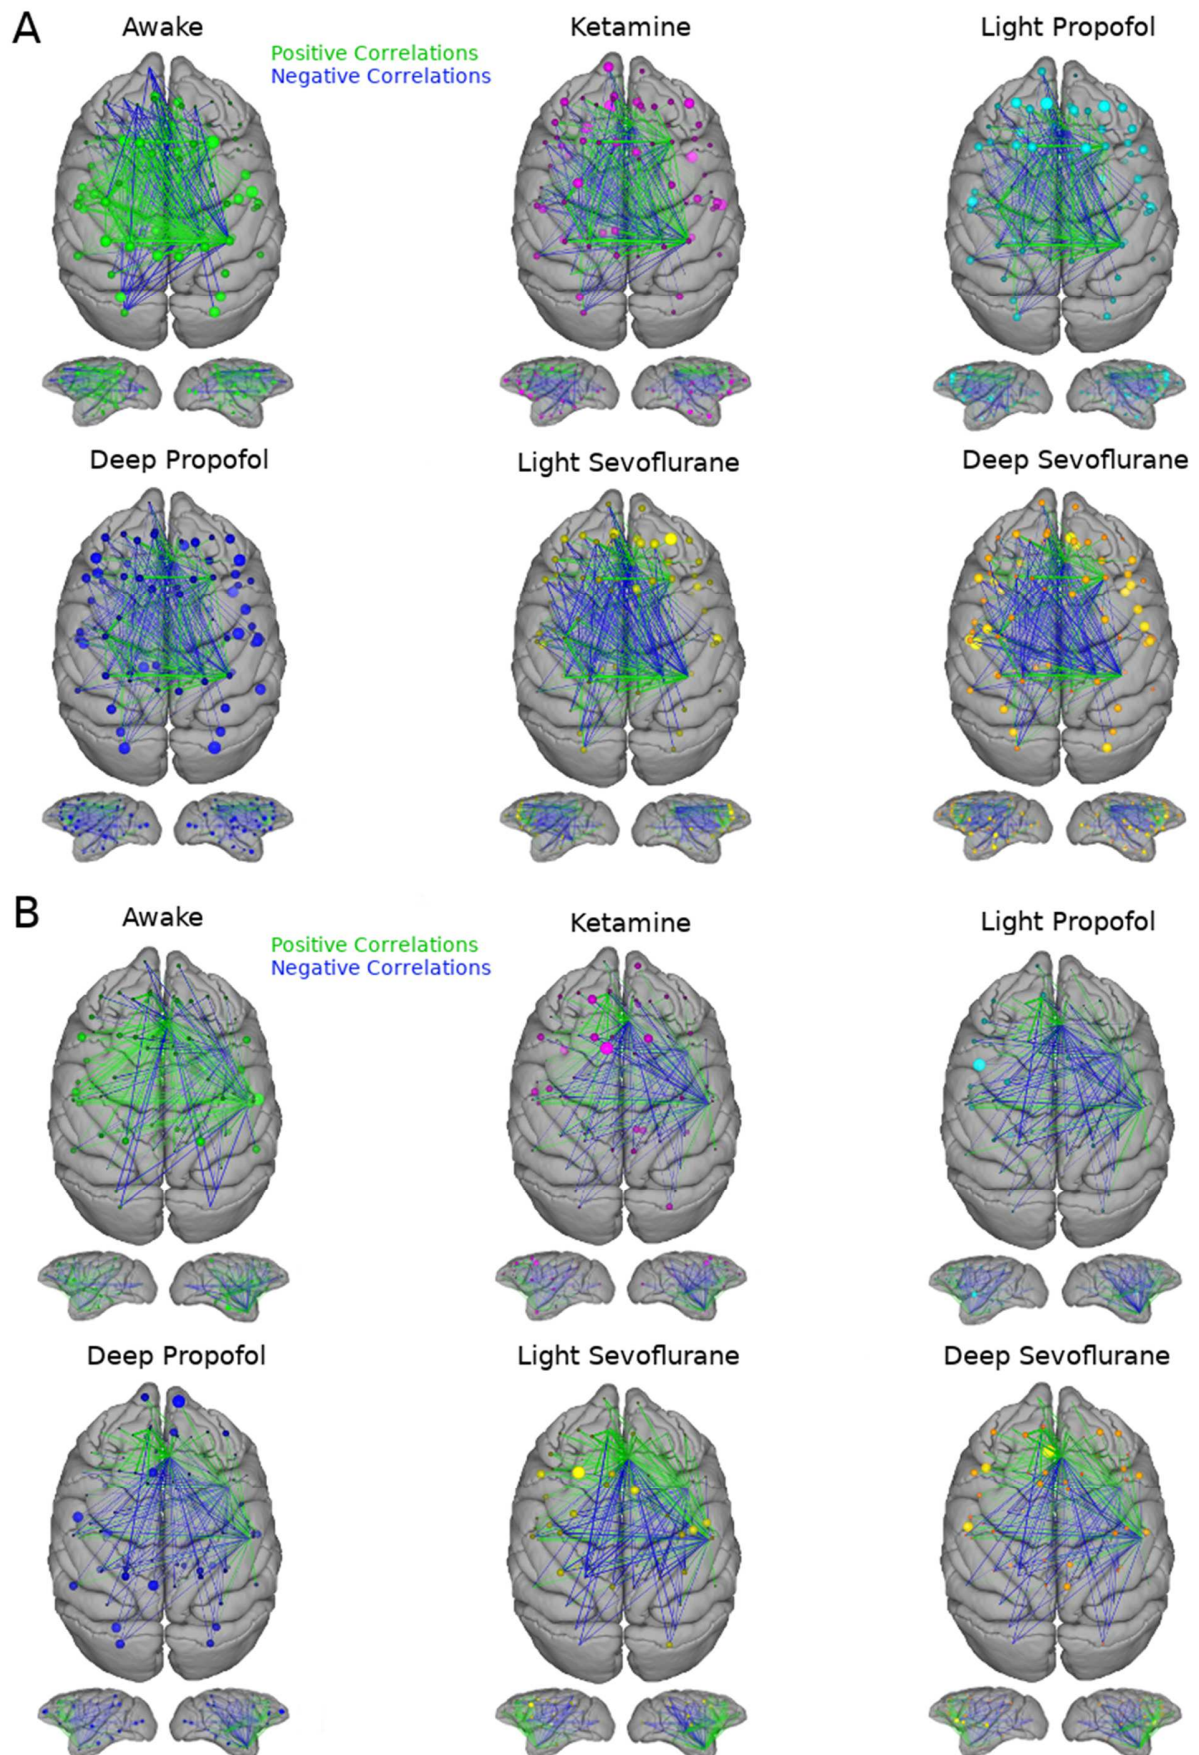 A
Awake
Ketamine
Light Propofol
Positive Correlations
Negative Correlations
Deep Propofol
Light Sevoflurane
Deep Sevoflurane
B
Awake
Ketamine
Light Propofol
Positive Correlations
Negative Correlations
Deep Propofol
Light Sevoflurane
Deep Sevoflurane